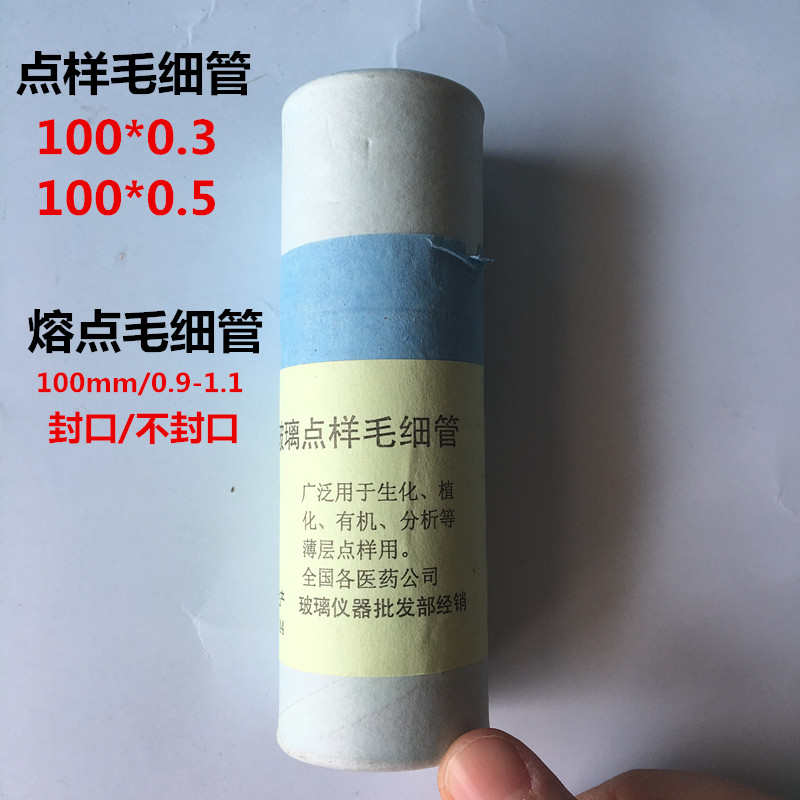 点样毛细管
100*0.3
100*0.5
熔点毛细管
100mm/0.9-1.1
封口/不封口
玻璃点样毛细管
广泛用于生化、植
化、有机、分析等
薄层点样用。
全国各医药公司
玻璃仪器批发部经销